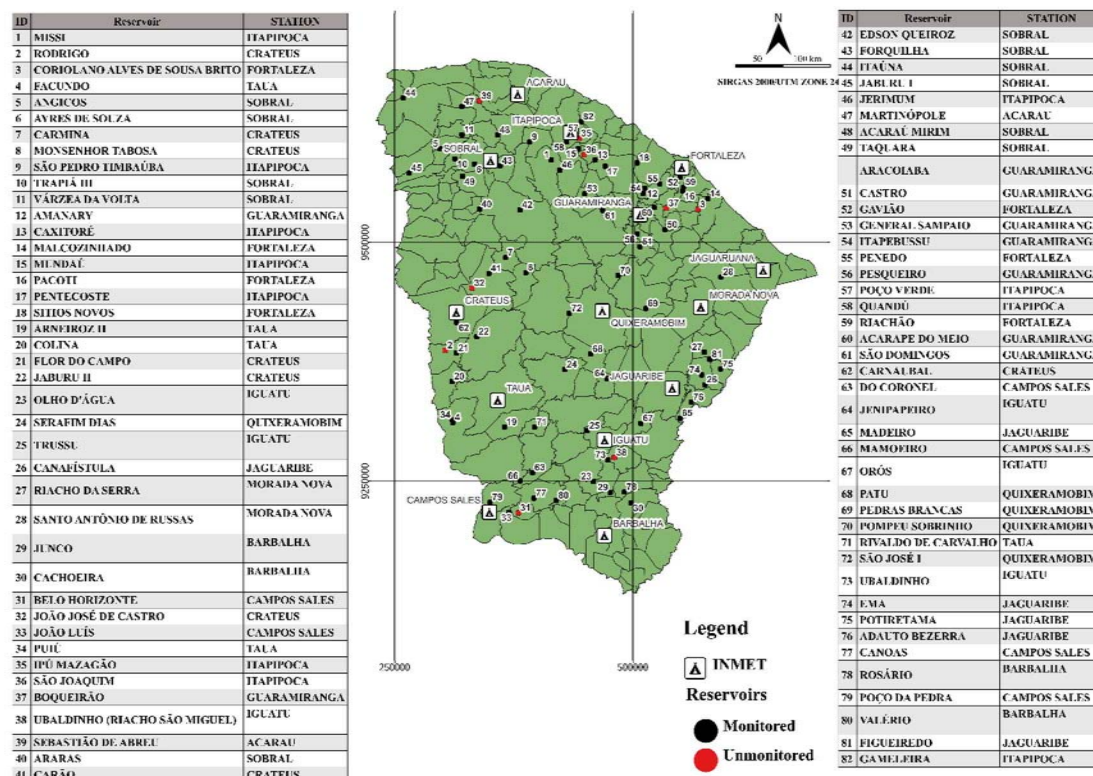 ID Reservoir STATION
1 MISSI ITAPIPOCA
2 RODRIGO CRATEUS
3 CORIOLANO ALVES DE SOUSA BRITO FORTALEZA
4 FACUNDO TAUA
5 ANGICOS SOBRAL
6 AYRES DE SOUZA SOBRAL
7 CARMINA CRATEUS
8 MONSENHOR TABOSA CRATEUS
9 SÃO PEDRO TIMBAÚBA ITAPIPOCA
10 TRAPIÁ III SOBRAL
11 VÁRZEA DA VOLTA SOBRAL
12 AMANARY GUARAMIRANGA
13 CAXITORÉ ITAPIPOCA
14 MALCOZINHADO FORTALEZA
15 MUNDAÚ ITAPIPOCA
16 PACOTI FORTALEZA
17 PENTECOSTE ITAPIPOCA
18 SITIOS NOVOS FORTALEZA
19 ARNEIROZ II TAUA
20 COLINA TAUA
21 FLOR DO CAMPO CRATEUS
22 JABURU II CRATEUS
23 OLHO D'ÁGUA IGUATU
24 SERAFIM DIAS QUIXERAMOBIM
25 TRUSSU IGUATU
26 CANAFÍSTULA JAGUARIBE
27 RIACHO DA SERRA MORADA NOVA
28 SANTO ANTÔNIO DE RUSSAS MORADA NOVA
29 JUNCO BARBALHA
30 CACHOEIRA BARBALHA
31 BELO HORIZONTE CAMPOS SALES
32 JOÃO JOSÉ DE CASTRO CRATEUS
33 JOÃO LUÍS CAMPOS SALES
34 PUIÚ TAUA
35 IPÚ MAZAGÃO ITAPIPOCA
36 SÃO JOAQUIM ITAPIPOCA
37 BOQUEIRÃO GUARAMIRANGA
38 UBALDINHO (RIACHO SÃO MIGUEL) IGUATU
39 SEBASTIÃO DE ABREU ACARAU
40 ARARAS SOBRAL
41 CARÃO CRATEUS
N
50 100 km
SIRGAS 2000/UTM ZONE 24
ACARAU
ITAPIPOCA
SOBRAL
FORTALEZA
GUARAMIRANGA
JAGUARUANA
MORADA NOVA
CRATEUS
QUIXERAMOBIM
JAGUARIBE
TAUA
IGUATU
CAMPOS SALES
BARBALHA
9500000
9250000
250000
500000
Legend
INMET
Reservoirs
Monitored
Unmonitored
ID Reservoir STATION
42 EDSON QUEIROZ SOBRAL
43 FORQUILHA SOBRAL
44 ITAÚNA SOBRAL
45 JABURU I SOBRAL
46 JERIMUM ITAPIPOCA
47 MARTINÓPOLE ACARAU
48 ACARAÚ MIRIM SOBRAL
49 TAQUARA SOBRAL
ARACOIABA GUARAMIRANGA
51 CASTRO GUARAMIRANGA
52 GAVIÃO FORTALEZA
53 GENERAL SAMPAIO GUARAMIRANGA
54 ITAPEBUSSU GUARAMIRANGA
55 PENEDO FORTALEZA
56 PESQUEIRO GUARAMIRANGA
57 POÇO VERDE ITAPIPOCA
58 QUANDÚ ITAPIPOCA
59 RIACHÃO FORTALEZA
60 ACARAPE DO MEIO GUARAMIRANGA
61 SÃO DOMINGOS GUARAMIRANGA
62 CARNAUBAL CRATEUS
63 DO CORONEL CAMPOS SALES
64 JENIPAPEIRO IGUATU
65 MADEIRO JAGUARIBE
66 MAMOEIRO CAMPOS SALES
67 ORÓS IGUATU
68 PATU QUIXERAMOBIM
69 PEDRAS BRANCAS QUIXERAMOBIM
70 POMPEU SOBRINHO QUIXERAMOBIM
71 RIVALDO DE CARVALHO TAUA
72 SÃO JOSÉ I QUIXERAMOBIM
73 UBALDINHO IGUATU
74 EMA JAGUARIBE
75 POTIRETAMA JAGUARIBE
76 ADAUTO BEZERRA JAGUARIBE
77 CANOAS CAMPOS SALES
78 ROSÁRIO BARBALHA
79 POÇO DA PEDRA CAMPOS SALES
80 VALÉRIO BARBALHA
81 FIGUEIREDO JAGUARIBE
82 GAMELEIRA ITAPIPOCA